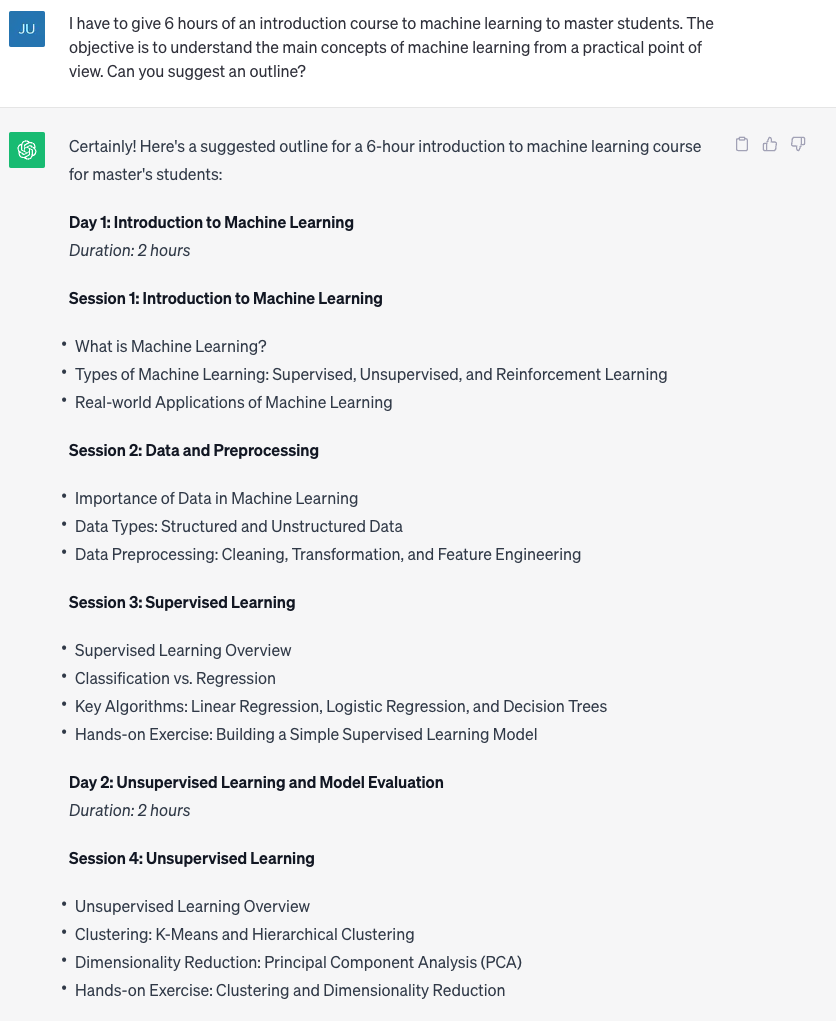 JU
I have to give 6 hours of an introduction course to machine learning to master students. The
objective is to understand the main concepts of machine learning from a practical point of
view. Can you suggest an outline?
Certainly! Here's a suggested outline for a 6-hour introduction to machine learning course
for master's students:
Day 1: Introduction to Machine Learning
Duration: 2 hours
Session 1: Introduction to Machine Learning
• What is Machine Learning?
• Types of Machine Learning: Supervised, Unsupervised, and Reinforcement Learning
• Real-world Applications of Machine Learning
Session 2: Data and Preprocessing
• Importance of Data in Machine Learning
• Data Types: Structured and Unstructured Data
• Data Preprocessing: Cleaning, Transformation, and Feature Engineering
Session 3: Supervised Learning
• Supervised Learning Overview
• Classification vs. Regression
• Key Algorithms: Linear Regression, Logistic Regression, and Decision Trees
• Hands-on Exercise: Building a Simple Supervised Learning Model
Day 2: Unsupervised Learning and Model Evaluation
Duration: 2 hours
Session 4: Unsupervised Learning
• Unsupervised Learning Overview
• Clustering: K-Means and Hierarchical Clustering
• Dimensionality Reduction: Principal Component Analysis (PCA)
• Hands-on Exercise: Clustering and Dimensionality Reduction